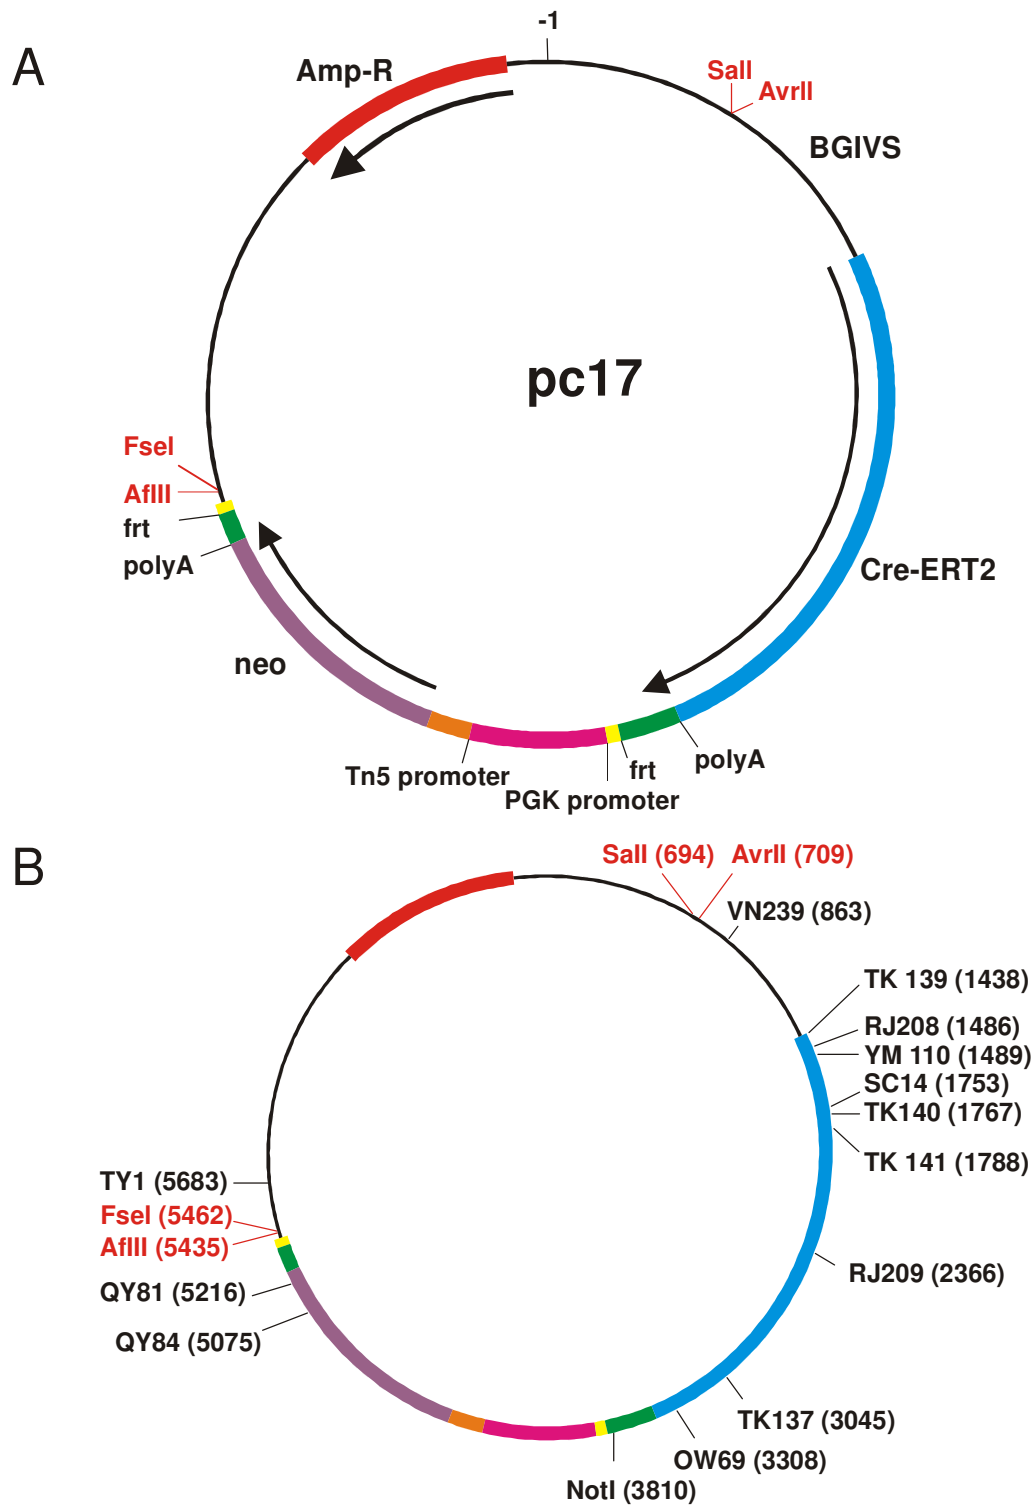 A
-1
Amp-R
SalI
AvrII
BGIVS
pc17
FseI
AflII
frt
polyA
Cre-ERT2
neo
polyA
frt
Tn5 promoter
PGK promoter
B
SalI (694) AvrII (709)
VN239 (863)
TK 139 (1438)
RJ208 (1486)
YM 110 (1489)
SC14 (1753)
TK140 (1767)
TK 141 (1788)
TY1 (5683)
FseI (5462)
AflII (5435)
RJ209 (2366)
QY81 (5216)
QY84 (5075)
TK137 (3045)
OW69 (3308)
NotI (3810)